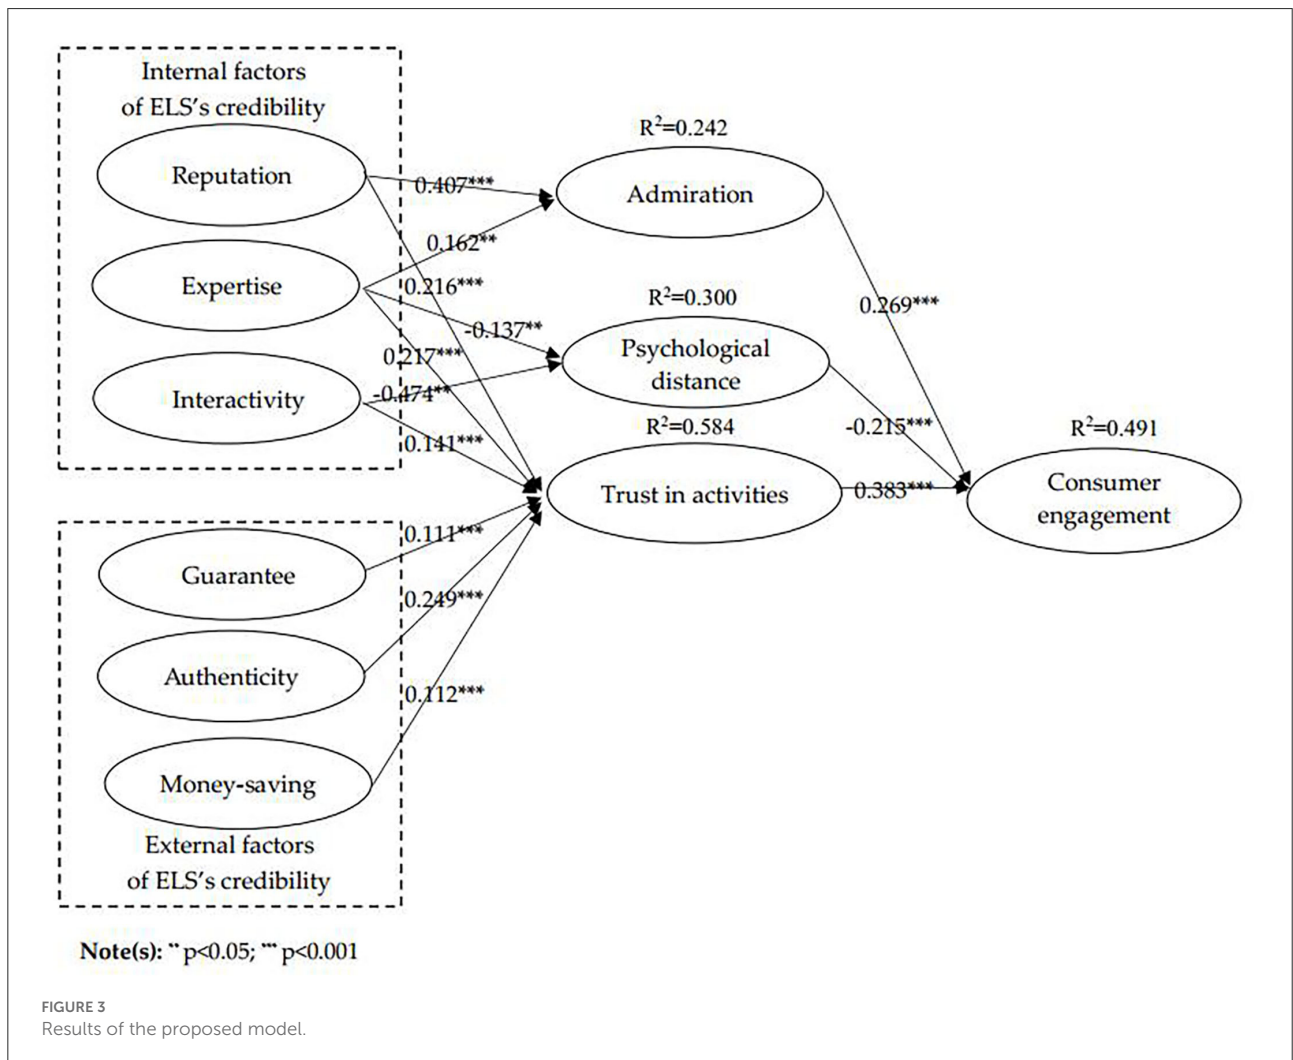 Internal factors
of ELS's credibility
Reputation
Expertise
Interactivity
Guarantee
Authenticity
Money-saving
External factors
of ELS's credibility
0.407***
0.162**
0.216***
-0.137**
0.217***
-0.474**
0.141***
0.111***
0.249***
0.112***
R²=0.242
Admiration
R²=0.300
Psychological
distance
R²=0.584
Trust in activities
0.269***
-0.215***
0.383***
R²=0.491
Consumer
engagement
Note(s): ** p<0.05; *** p<0.001
FIGURE 3
Results of the proposed model.